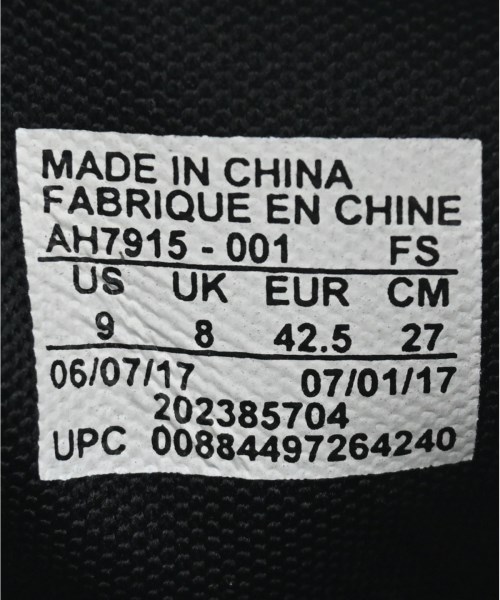 MADE IN CHINA
FABRIQUE EN CHINE
AH7915 - 001 FS
US UK EUR CM
9 8 42.5 27
06/07/17 07/01/17
202385704
UPC 00884497264240